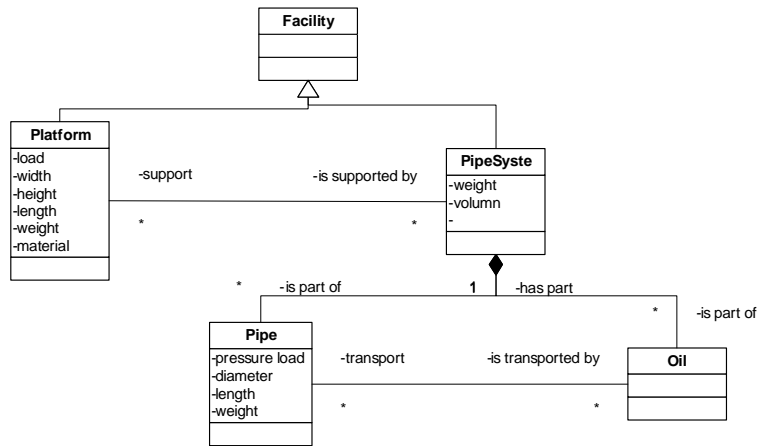 Facility
Platform
-load
-width
-height
-length
-weight
-material
-support
-is supported by
*
*
PipeSyste
-weight
-volumn
-
*
-is part of
1
-has part
*
-is part of
Pipe
-pressure load
-diameter
-length
-weight
-transport
-is transported by
*
*
Oil